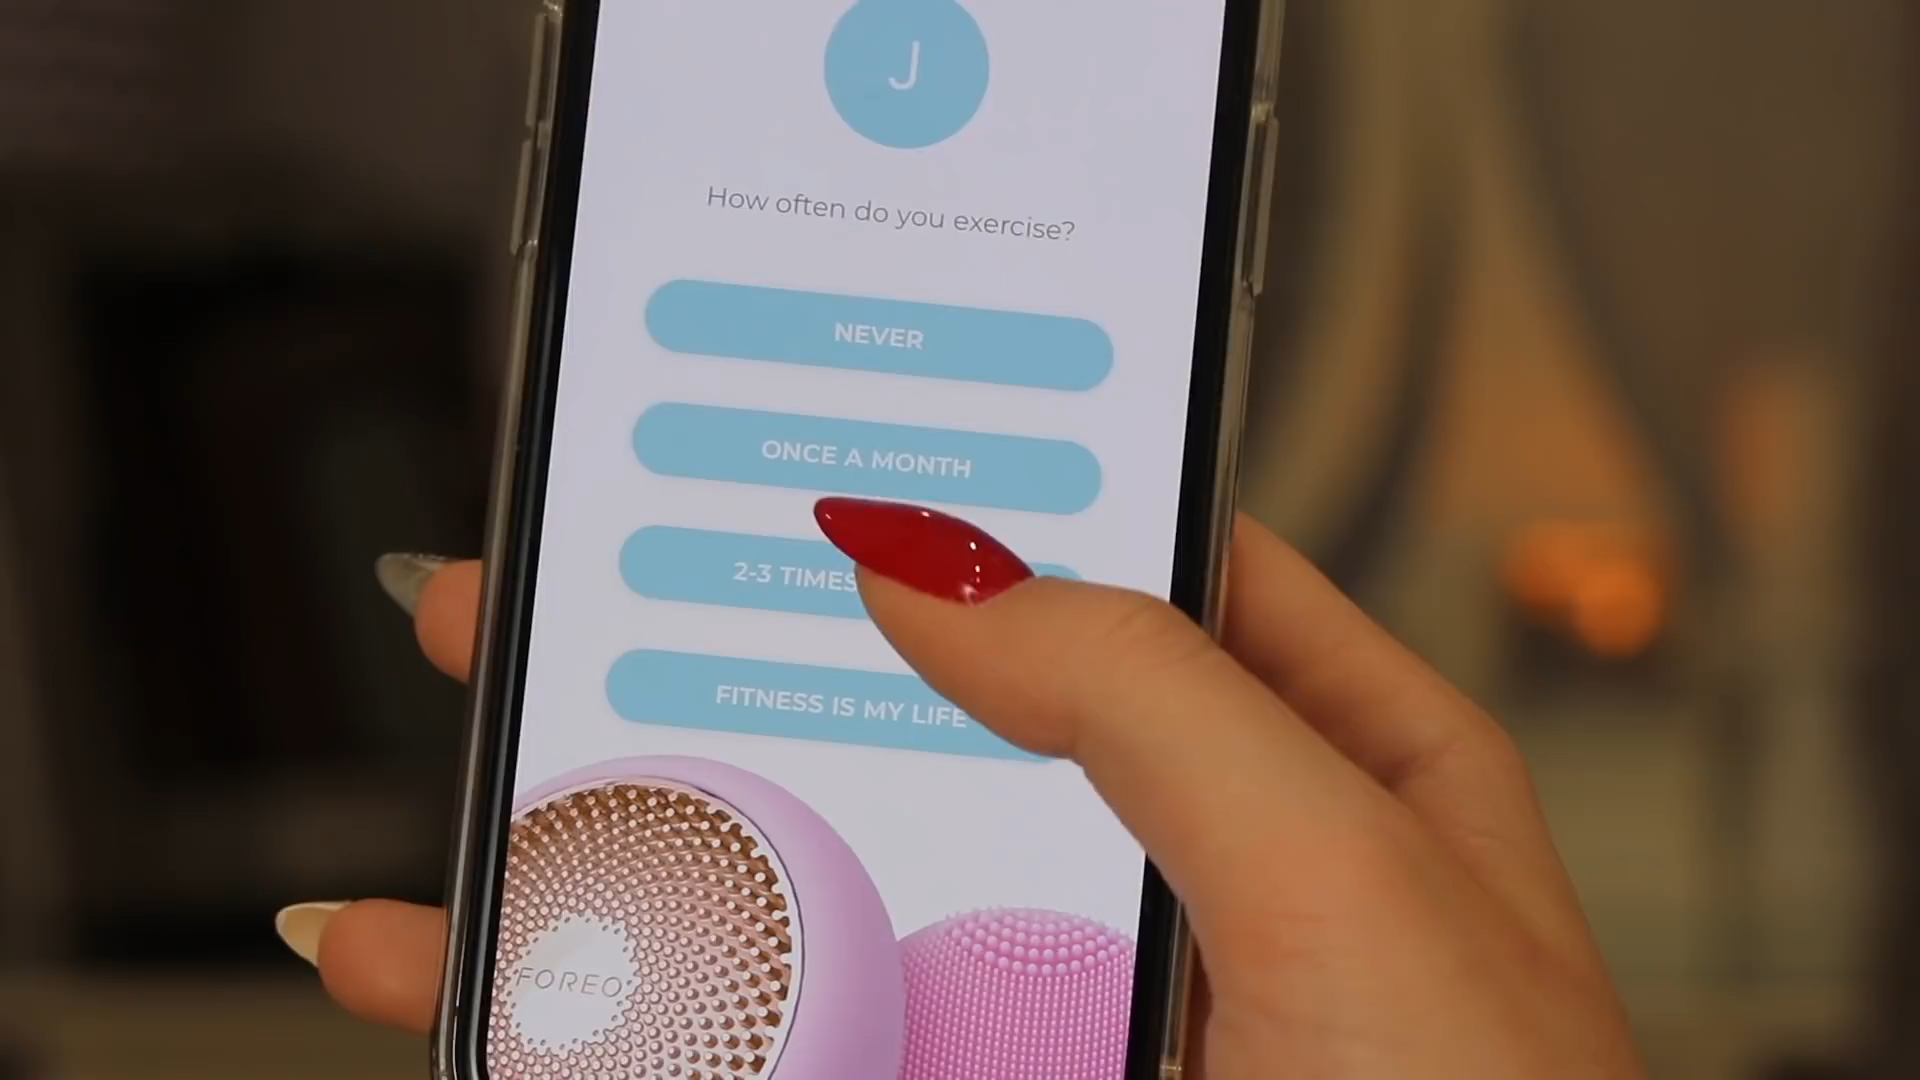 J
How often do you exercise?
NEVER
ONCE A MONTH
2-3 TIMES
FITNESS IS MY LIFE
FOREO